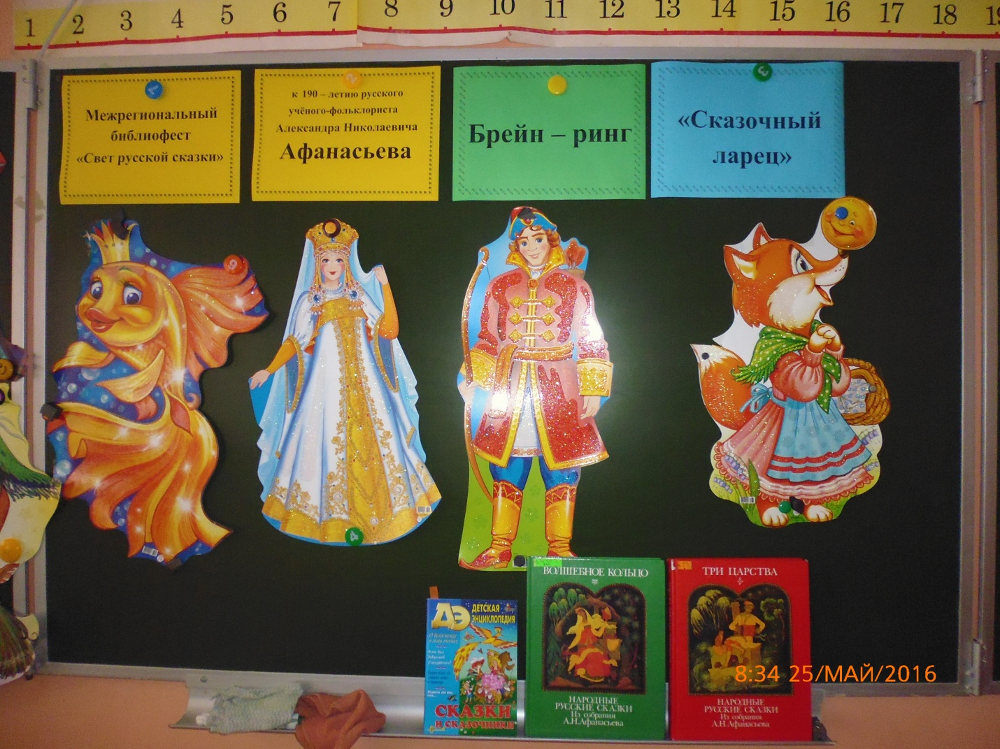 1 2 3 4 5 6 7 8 9 10 11 12 13 14 15 16 17 18
Межрегиональный
библиофест
«Свет русской сказки»
к 190 – летию русского
учёного-фольклориста
Александра Николаевича
Афанасьева
Брейн – ринг
«Сказочный
ларец»
3
9
4
ДЭ ДЕТСКАЯ
ЭНЦИКЛОПЕДИЯ
СКАЗКИ
и СКАЗОЧНИКИ
ВОЛШЕБНОЕ КОЛЬЦО
НАРОДНЫЕ
РУССКИЕ СКАЗКИ
Из собрания
А.Н.Афанасьева
ТРИ ЦАРСТВА
НАРОДНЫЕ
РУССКИЕ СКАЗКИ
Из собрания
А.Н.Афанасьева
8:34 25/МАЙ/2016